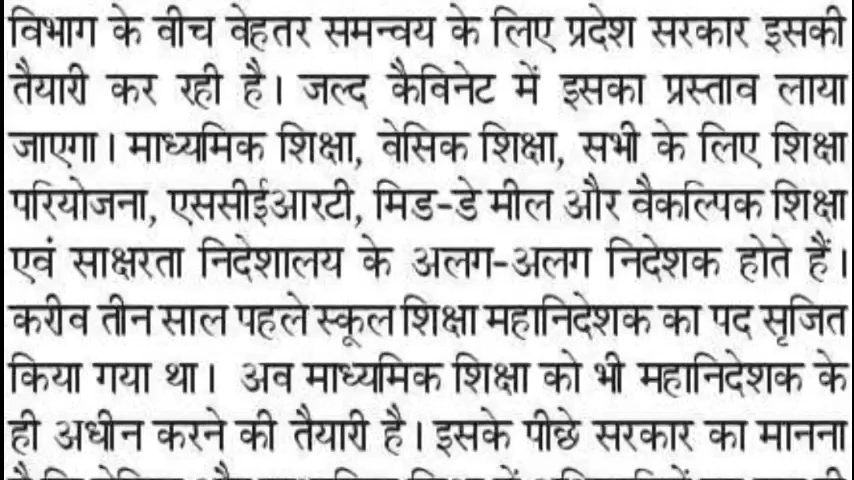 विभाग के वीच वेहतर समन्वय के लिए प्रदेश सरकार इसकी
तैयारी कर रही है। जल्द कैविनेट में इसका प्रस्ताव लाया
जाएगा। माध्यमिक शिक्षा, वेसिक शिक्षा, सभी के लिए शिक्षा
परियोजना, एससीईआरटी, मिड-डे मील और वैकल्पिक शिक्षा
एवं साक्षरता निदेशालय के अलग-अलग निदेशक होते हैं।
करीव तीन साल पहले स्कूल शिक्षा महानिदेशक का पद सृजित
किया गया था। अव माध्यमिक शिक्षा को भी महानिदेशक के
ही अधीन करने की तैयारी है। इसके पीछे सरकार का मानना